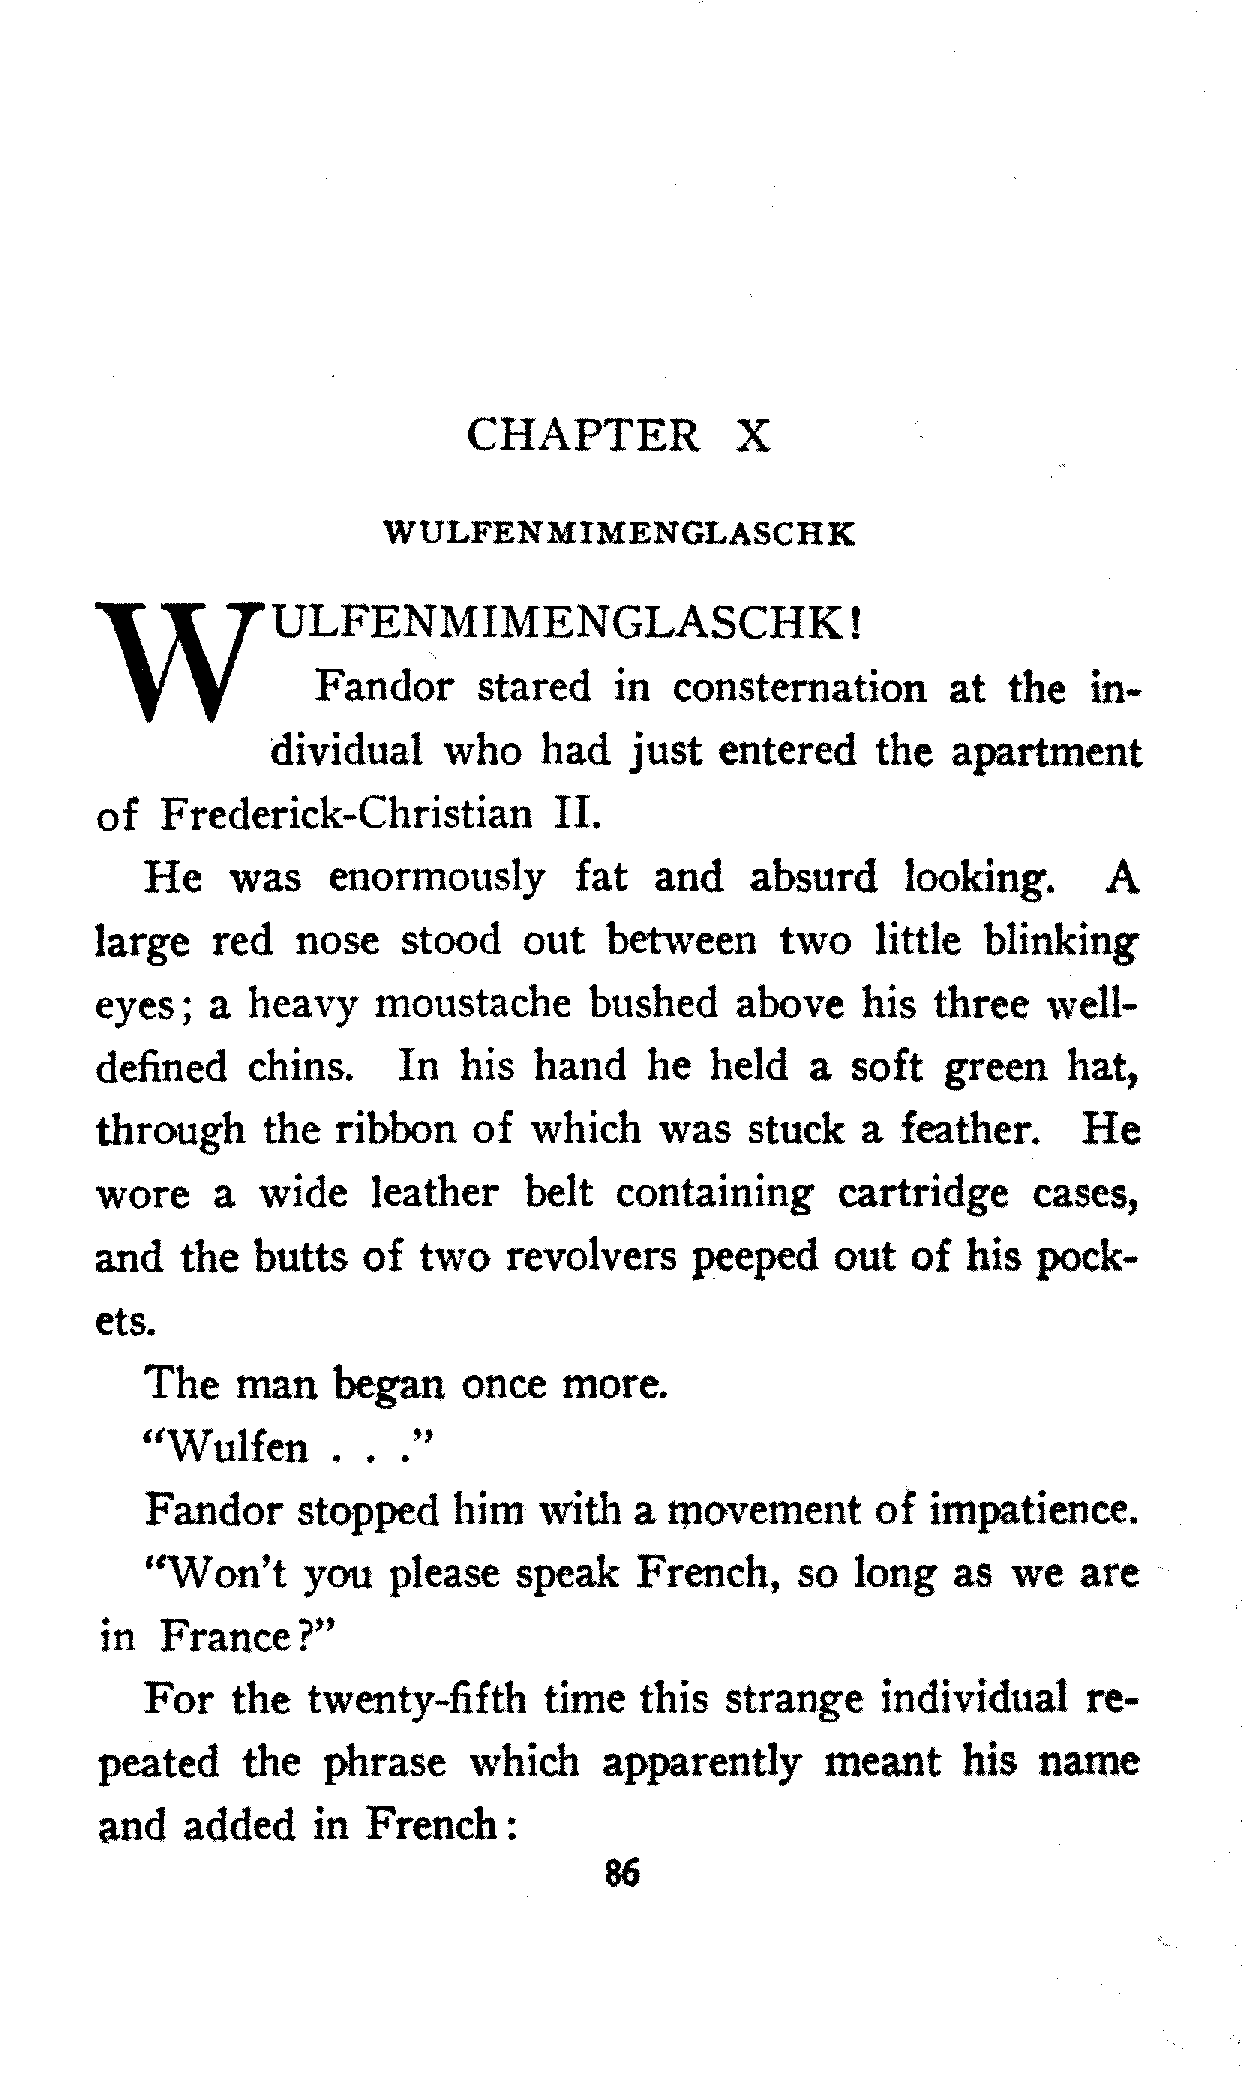 CHAPTER X
WULFENMIMENGLASCHK
WULFENMIMENGLASCHK!
Fandor stared in consternation at the in-
dividual who had just entered the apartment
of Frederick-Christian II.
He was enormously fat and absurd looking. A
large red nose stood out between two little blinking
eyes; a heavy moustache bushed above his three well-
defined chins. In his hand he held a soft green hat,
through the ribbon of which was stuck a feather. He
wore a wide leather belt containing cartridge cases,
and the butts of two revolvers peeped out of his pock-
ets.
The man began once more.
"Wulfen . . ."
Fandor stopped him with a movement of impatience.
"Won't you please speak French, so long as we are
in France?"
For the twenty-fifth time this strange individual re-
peated the phrase which apparently meant his name
and added in French:
86